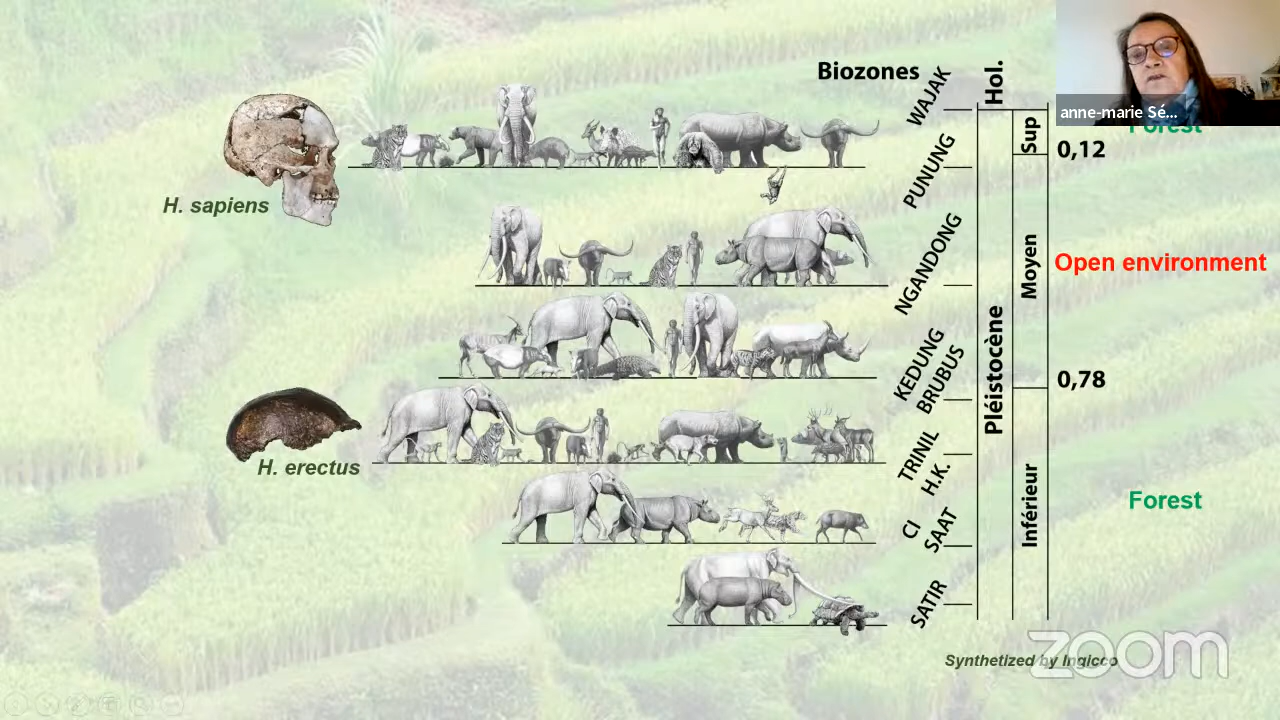 Biozones
WAJAK
Hol.
anne-marie Sé...
Forest
Sup
0,12
PUNUNG
H. sapiens
NGANDONG
Moyen
Open environment
Pléistocène
KEDUNG
BRUBUS
0,78
TRINIL
H.K.
H. erectus
Inférieur
Forest
CI
SAAT
SATIR
Synthetized by Ingicco
zoom